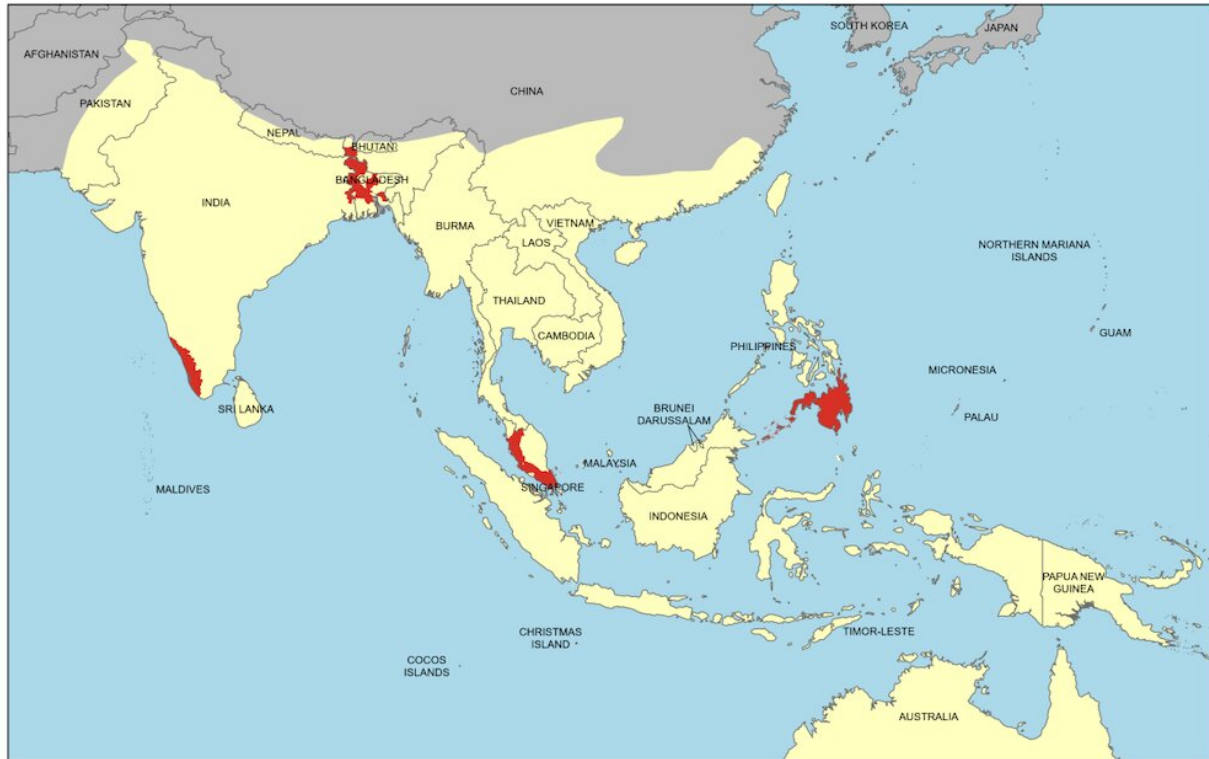 SOUTH KOREA
JAPAN
AFGHANISTAN
CHINA
PAKISTAN
NEPAL
BHUTAN
BANGLADESH
INDIA
BURMA
VIETNAM
LAOS
NORTHERN MARIANA
ISLANDS
THAILAND
CAMBODIA
GUAM
PHILIPPINES
MICRONESIA
SRI LANKA
BRUNEI
DARUSSALAM
PALAU
MALAYSIA
MALDIVES
SINGAPORE
INDONESIA
PAPUA NEW
GUINEA
CHRISTMAS
ISLAND
TIMOR-LESTE
COCOS
ISLANDS
AUSTRALIA